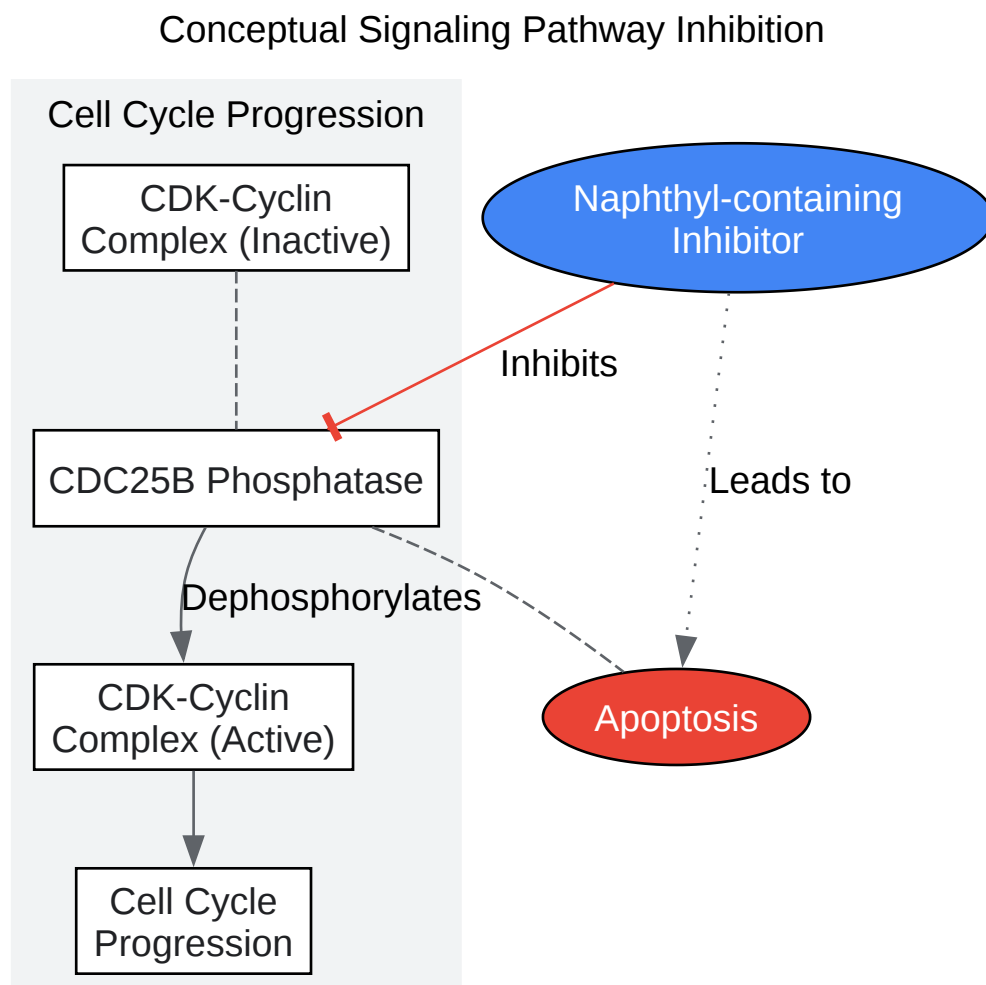 Conceptual Signaling Pathway Inhibition
Cell Cycle Progression
CDK-Cyclin
Complex (Inactive)
Naphthyl-containing
Inhibitor
Inhibits
CDC25B Phosphatase
Leads to
Dephosphorylates
CDK-Cyclin
Complex (Active)
Apoptosis
Cell Cycle
Progression